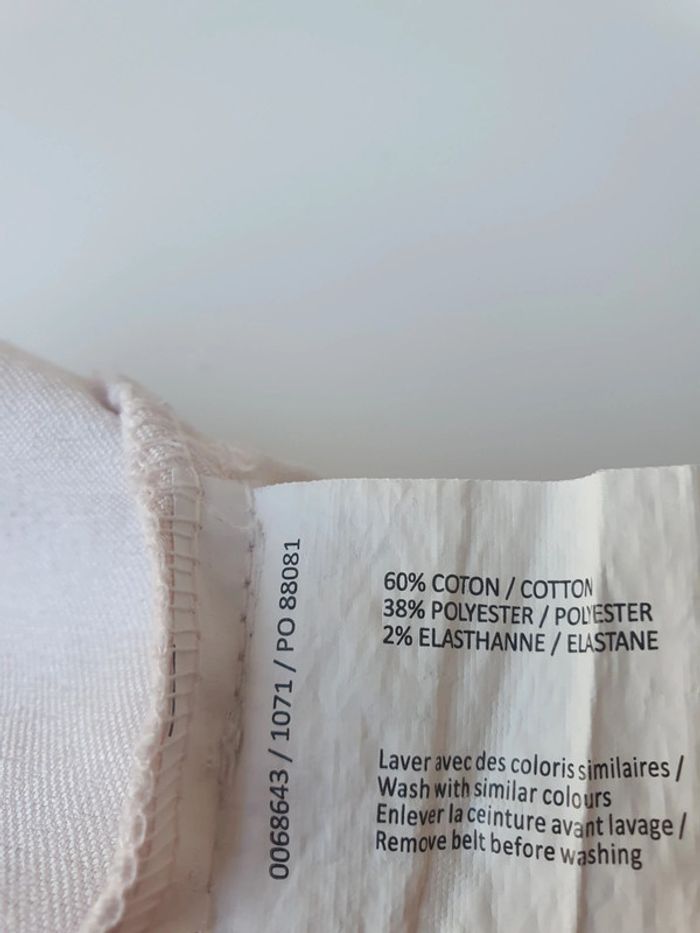 60% COTON / COTTON
38% POLYESTER / POLYESTER
2% ELASTHANNE / ELASTANE
Laver avec des coloris similaires /
Wash with similar colours
Enlever la ceinture avant lavage /
Remove belt before washing
0068643 / 1071 / PO 88081